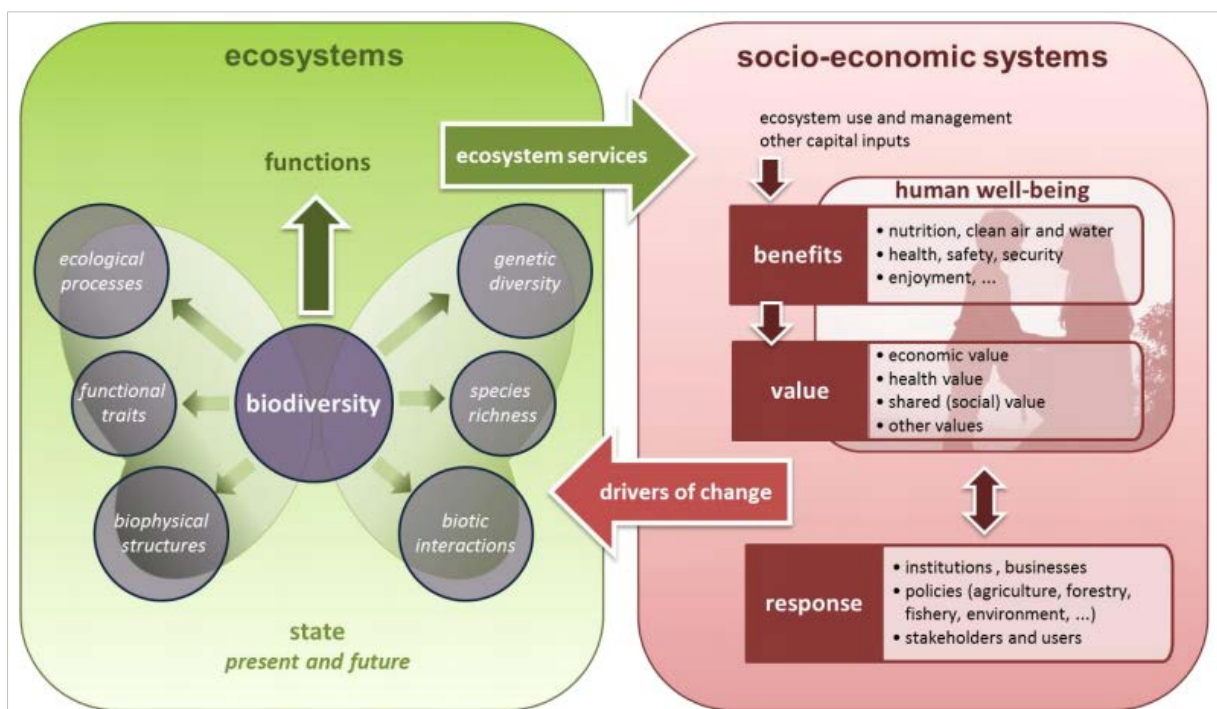 ecosystems
functions
ecological
processes
genetic
diversity
functional
traits
biodiversity
species
richness
biophysical
structures
biotic
interactions
state
present and future
ecosystem services
drivers of change
socio-economic systems
ecosystem use and management
other capital inputs
human well-being
benefits
• nutrition, clean air and water
• health, safety, security
• enjoyment, ...
value
• economic value
• health value
• shared (social) value
• other values
response
• institutions , businesses
• policies (agriculture, forestry,
fishery, environment, ...)
• stakeholders and users